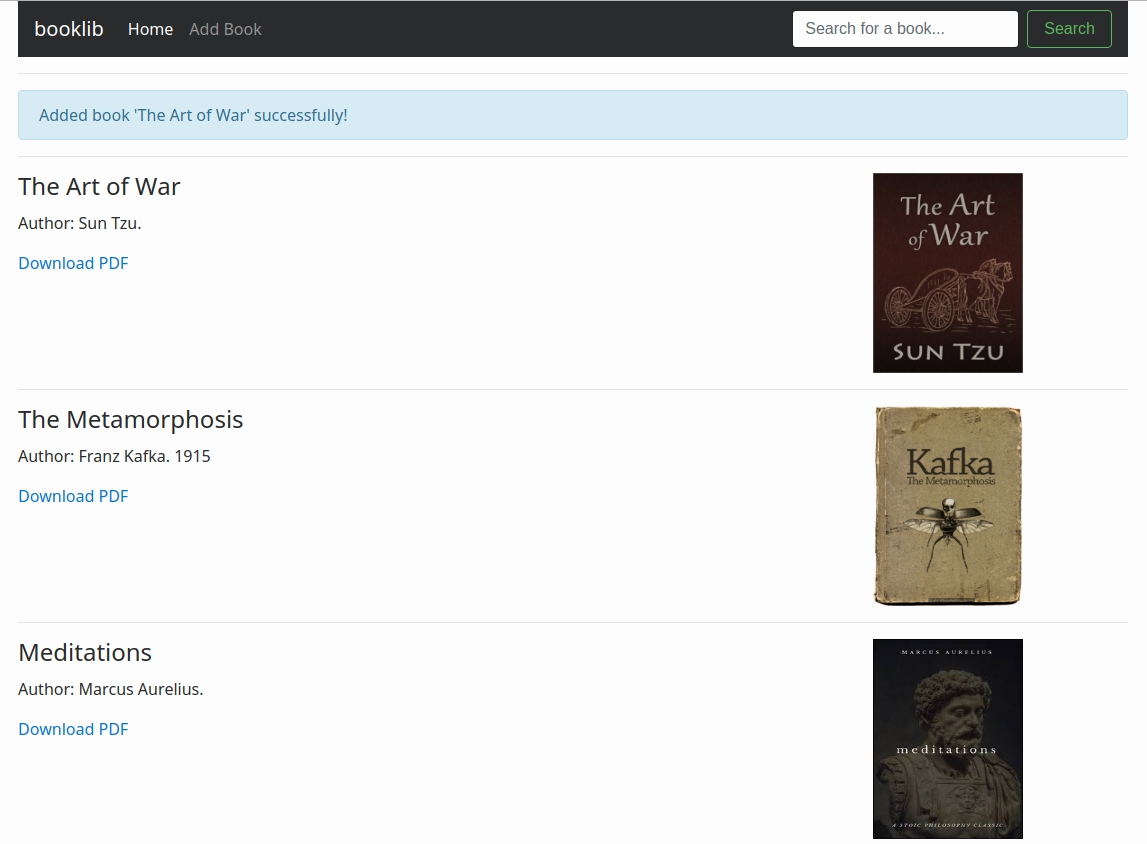 booklib Home Add Book Search for a book... Search
Added book 'The Art of War' successfully!
The Art of War
Author: Sun Tzu.
Download PDF
The Art
of War
SUN TZU
The Metamorphosis
Author: Franz Kafka. 1915
Download PDF
Kafka
The Metamorphosis
Meditations
Author: Marcus Aurelius.
Download PDF
MARCUS AURELIUS
meditations
A STOIC PHILOSOPHY CLASSIC